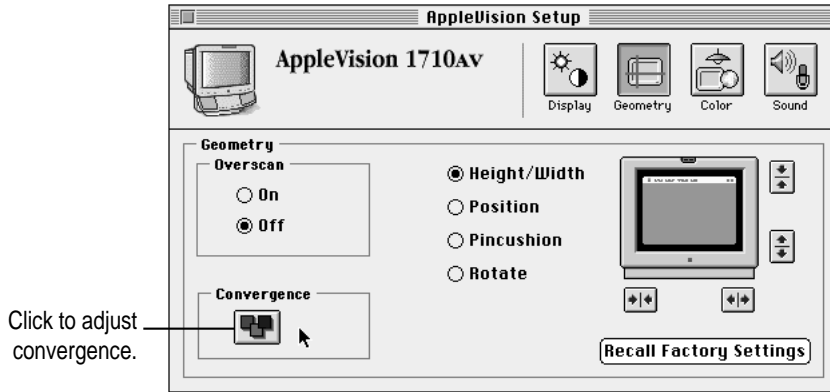 AppleVision Setup
AppleVision 1710AV
Display
Geometry
Color
Sound
Geometry
Overscan
On
Off
Height/Width
Position
Pincushion
Rotate
Convergence
Click to adjust
convergence.
Recall Factory Settings